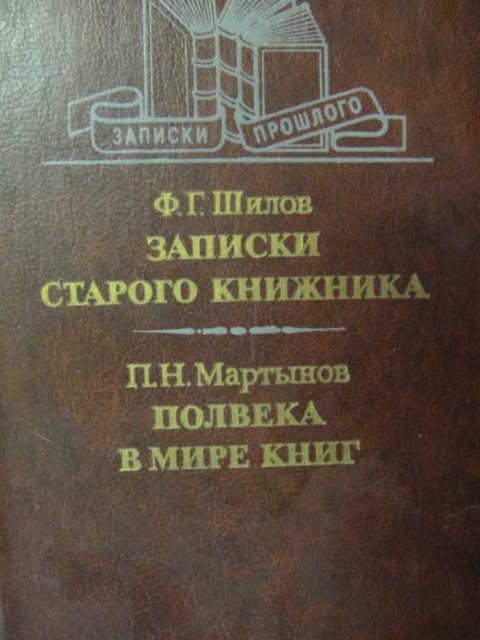 ЗАПИСКИ ПРОШЛОГО
Ф.Г. Шилов
ЗАПИСКИ
СТАРОГО КНИЖНИКА
П.Н. Мартынов
ПОЛВЕКА
В МИРЕ КНИГ